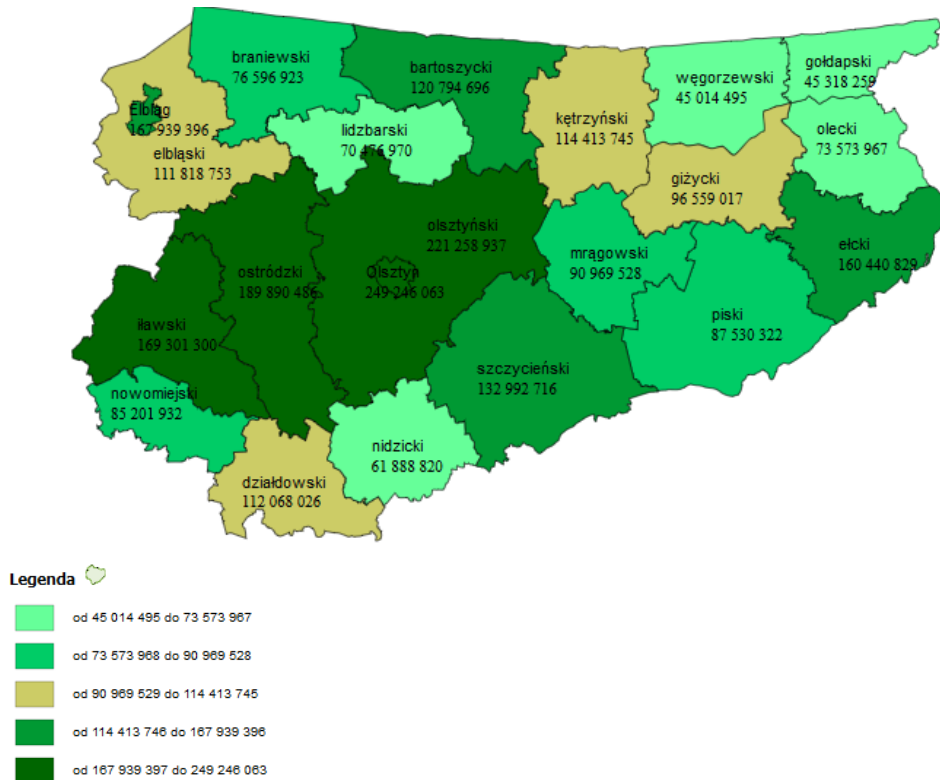 braniewski
76 596 923
bartoszycki
120 794 696
gołdapski
45 318 259
węgorzewski
45 014 495
Elbląg
167 939 396
kętrzyński
114 413 745
lidzbarski
70 476 970
olecki
73 573 967
elbląski
111 818 753
giżycki
96 559 017
olsztyński
221 258 937
ełcki
160 440 829
mrągowski
90 969 528
ostródzki
189 890 486
Olsztyn
249 246 063
piski
87 530 322
iławski
169 301 300
szczycieński
132 992 716
nowomiejski
85 201 932
nidzicki
61 888 820
działdowski
112 068 026
Legenda
od 45 014 495 do 73 573 967
od 73 573 968 do 90 969 528
od 90 969 529 do 114 413 745
od 114 413 746 do 167 939 396
od 167 939 397 do 249 246 063